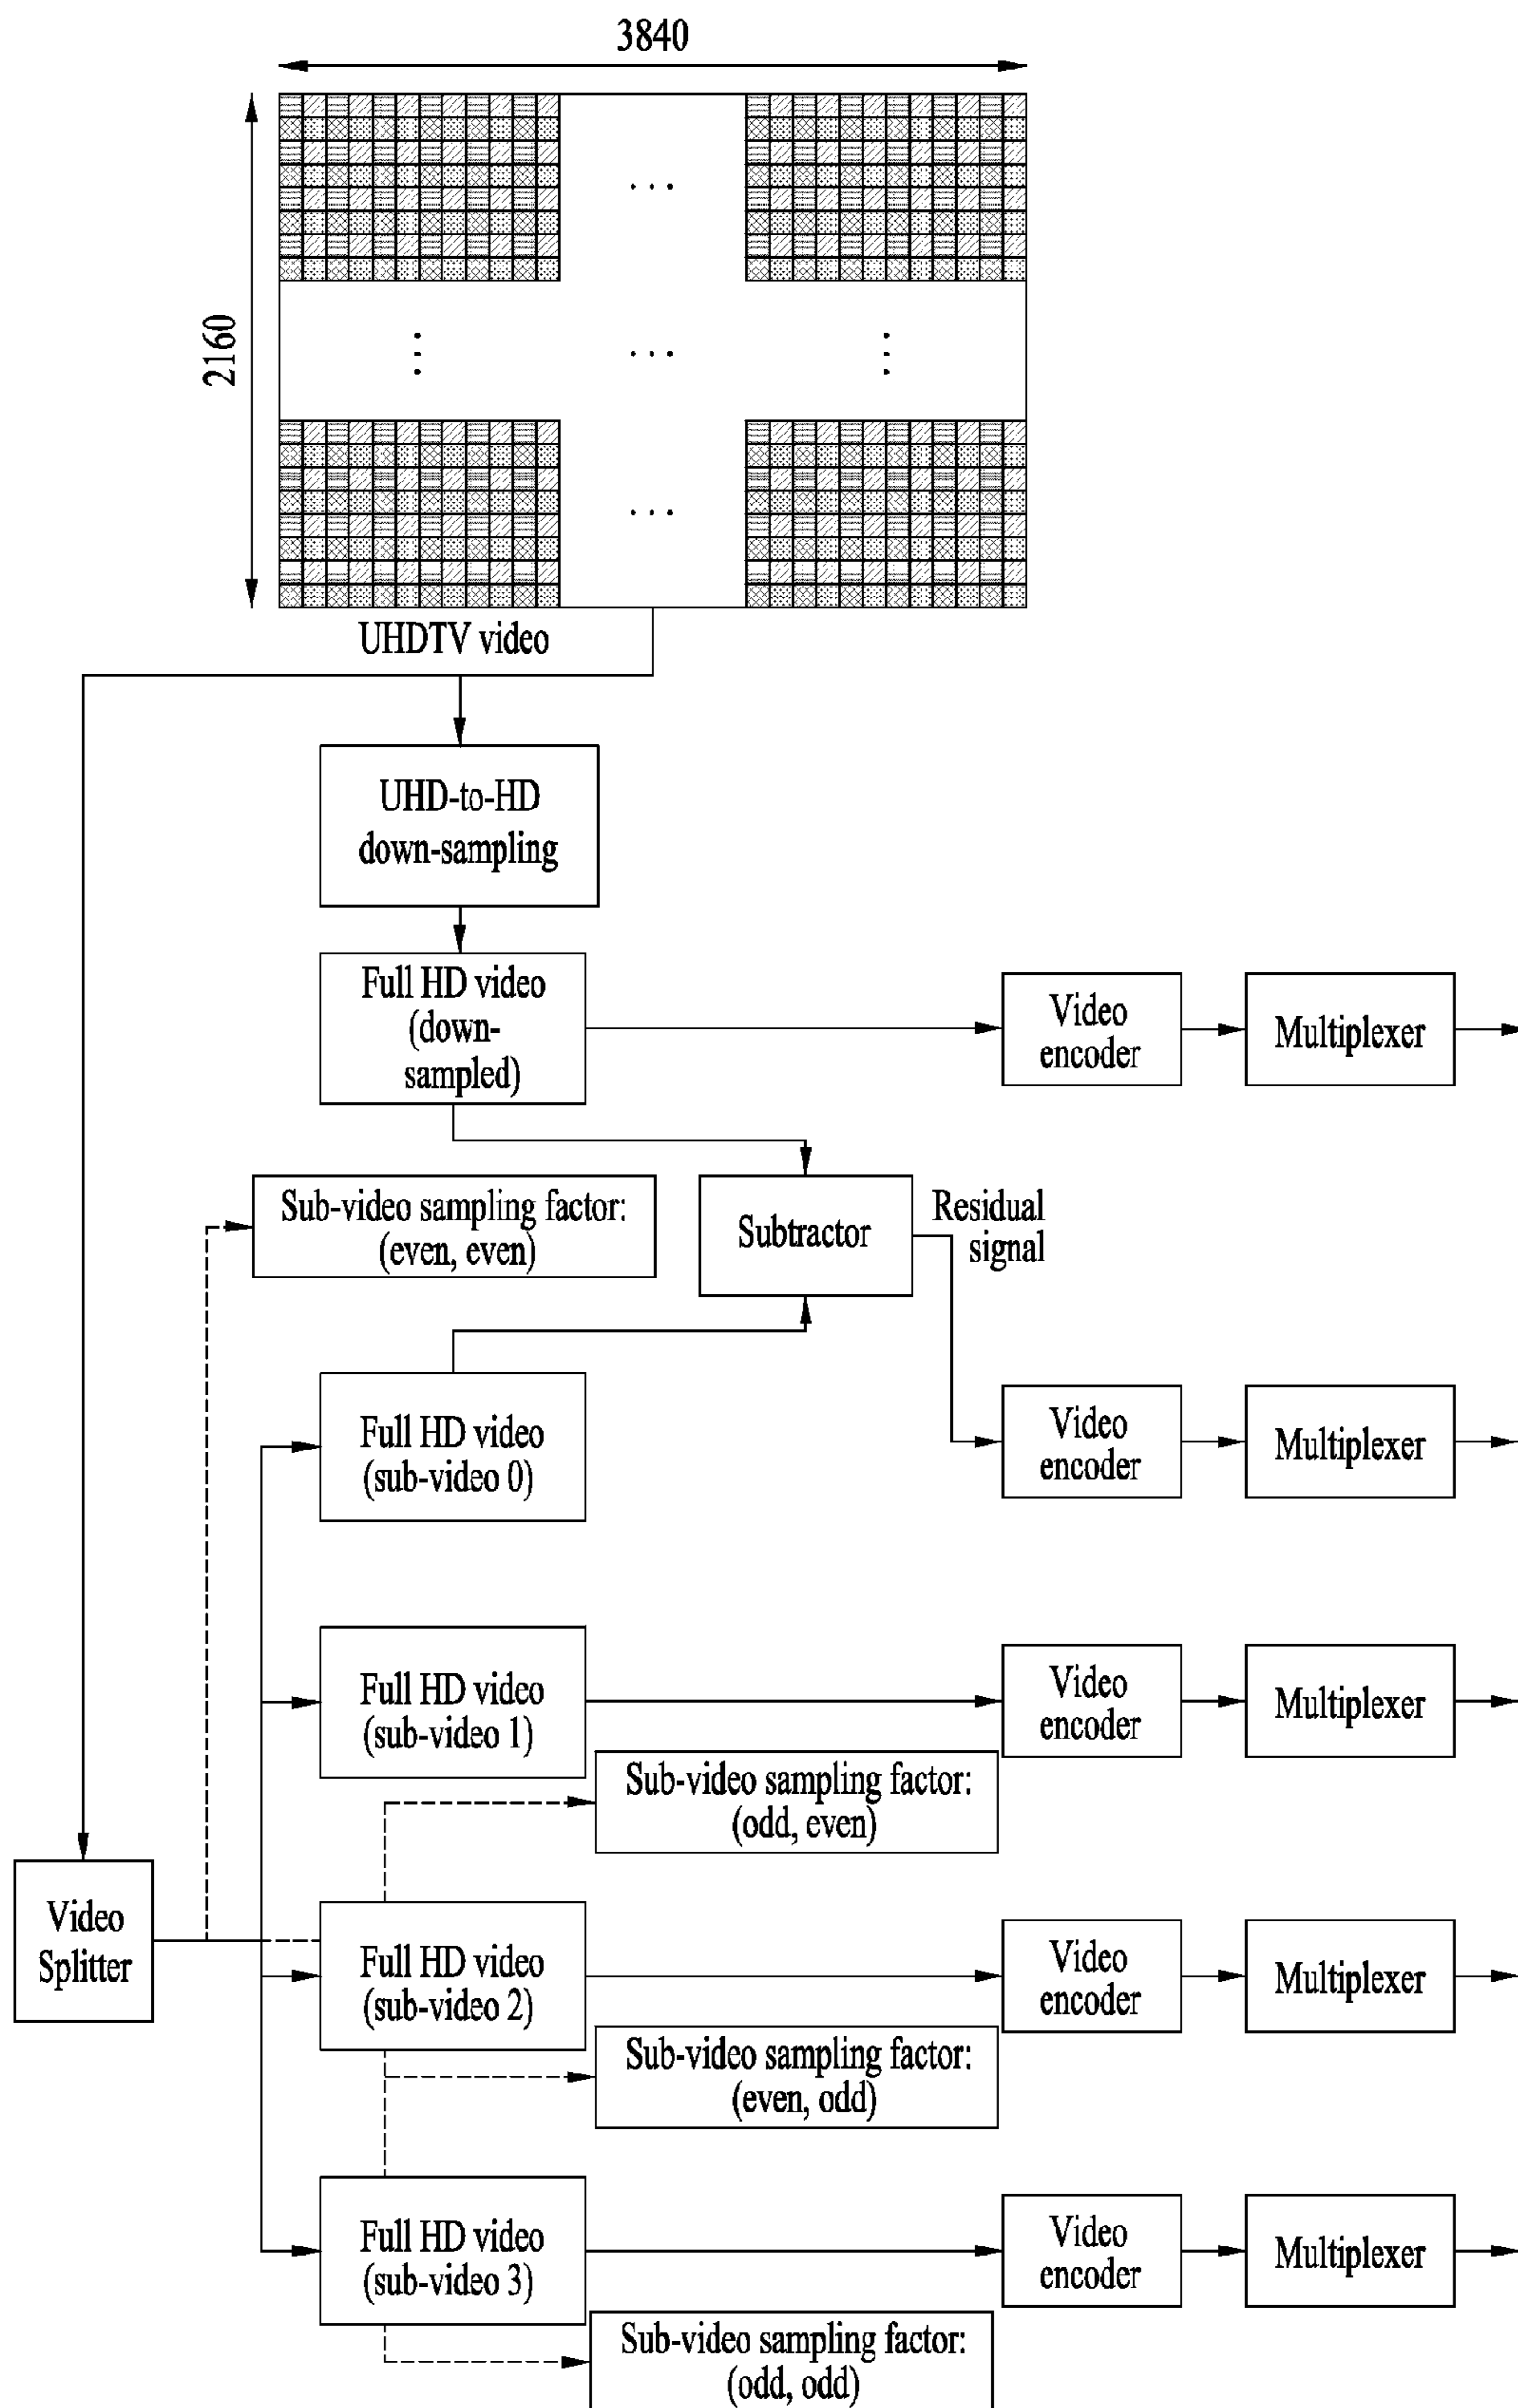 3840
2160
UHDTV video
UHD-to-HD
down-sampling
Full HD video
(down-
sampled)
Video
encoder
Multiplexer
Sub-video sampling factor:
(even, even)
Subtractor
Residual
signal
Full HD video
(sub-video 0)
Video
encoder
Multiplexer
Full HD video
(sub-video 1)
Video
encoder
Multiplexer
Sub-video sampling factor:
(odd, even)
Video
Splitter
Full HD video
(sub-video 2)
Video
encoder
Multiplexer
Sub-video sampling factor:
(even, odd)
Full HD video
(sub-video 3)
Video
encoder
Multiplexer
Sub-video sampling factor:
(odd, odd)